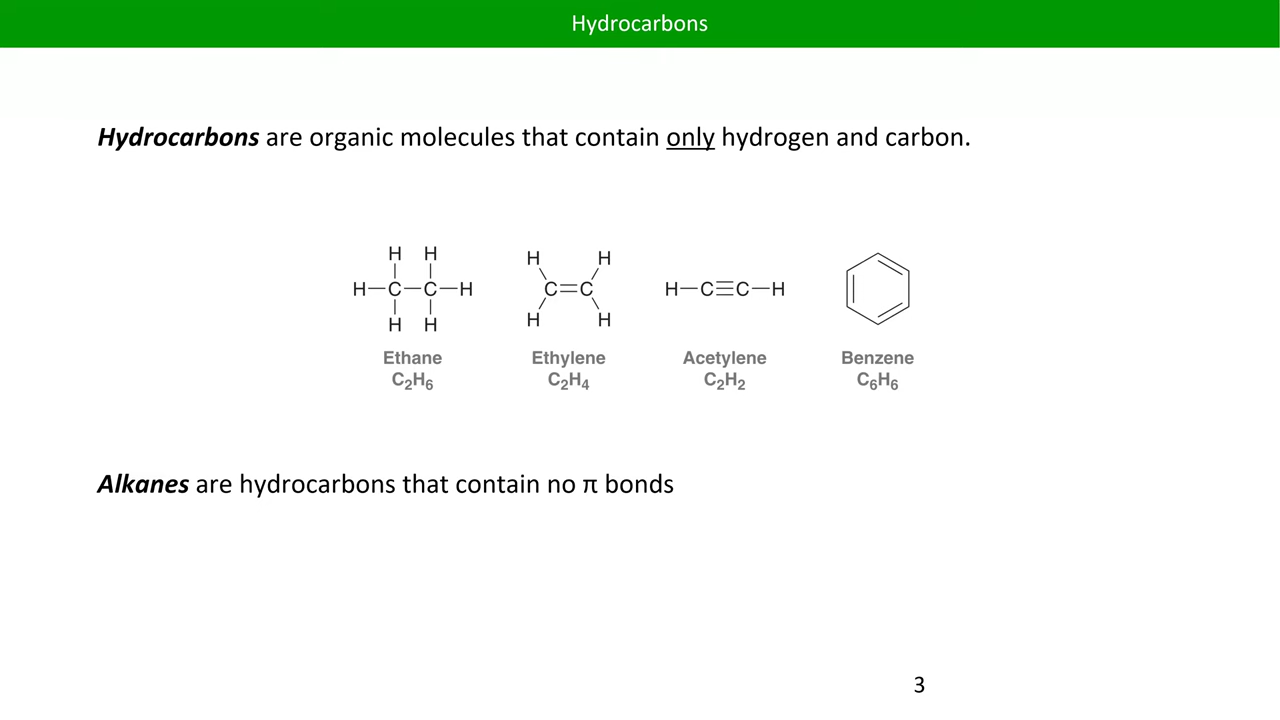 Hydrocarbons
Hydrocarbons are organic molecules that contain only hydrogen and carbon.
H H
H–C–C–H
H H
H H
C=C
H H
H–C≡C–H
Ethane Ethylene Acetylene Benzene
C₂H₆ C₂H₄ C₂H₂ C₆H₆
Alkanes are hydrocarbons that contain no π bonds
3